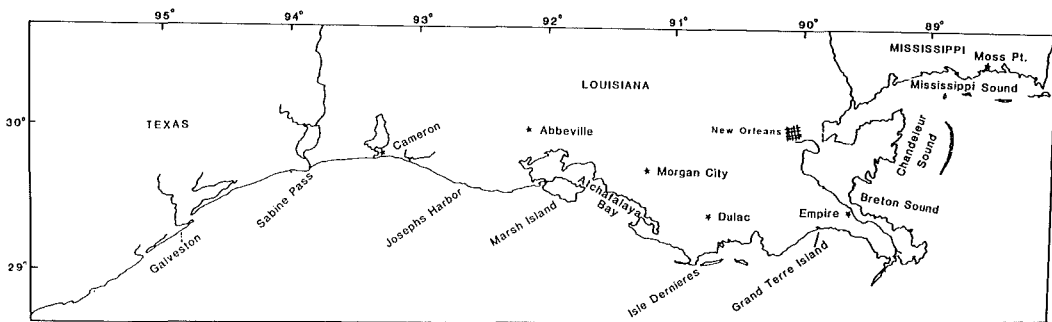 95°
94°
93°
92°
91°
90°
89°
MISSISSIPPI
Moss Pt.
Mississippi Sound
LOUISIANA
30°
TEXAS
Cameron
Abbeville
New Orleans
Chandeleur
Sound
Morgan City
Sabine Pass
Josephs Harbor
Marsh Island
Atchafalaya
Bay
Dulac
Empire
Breton Sound
29°
Galveston
Isle Dernieres
Grand Terre Island